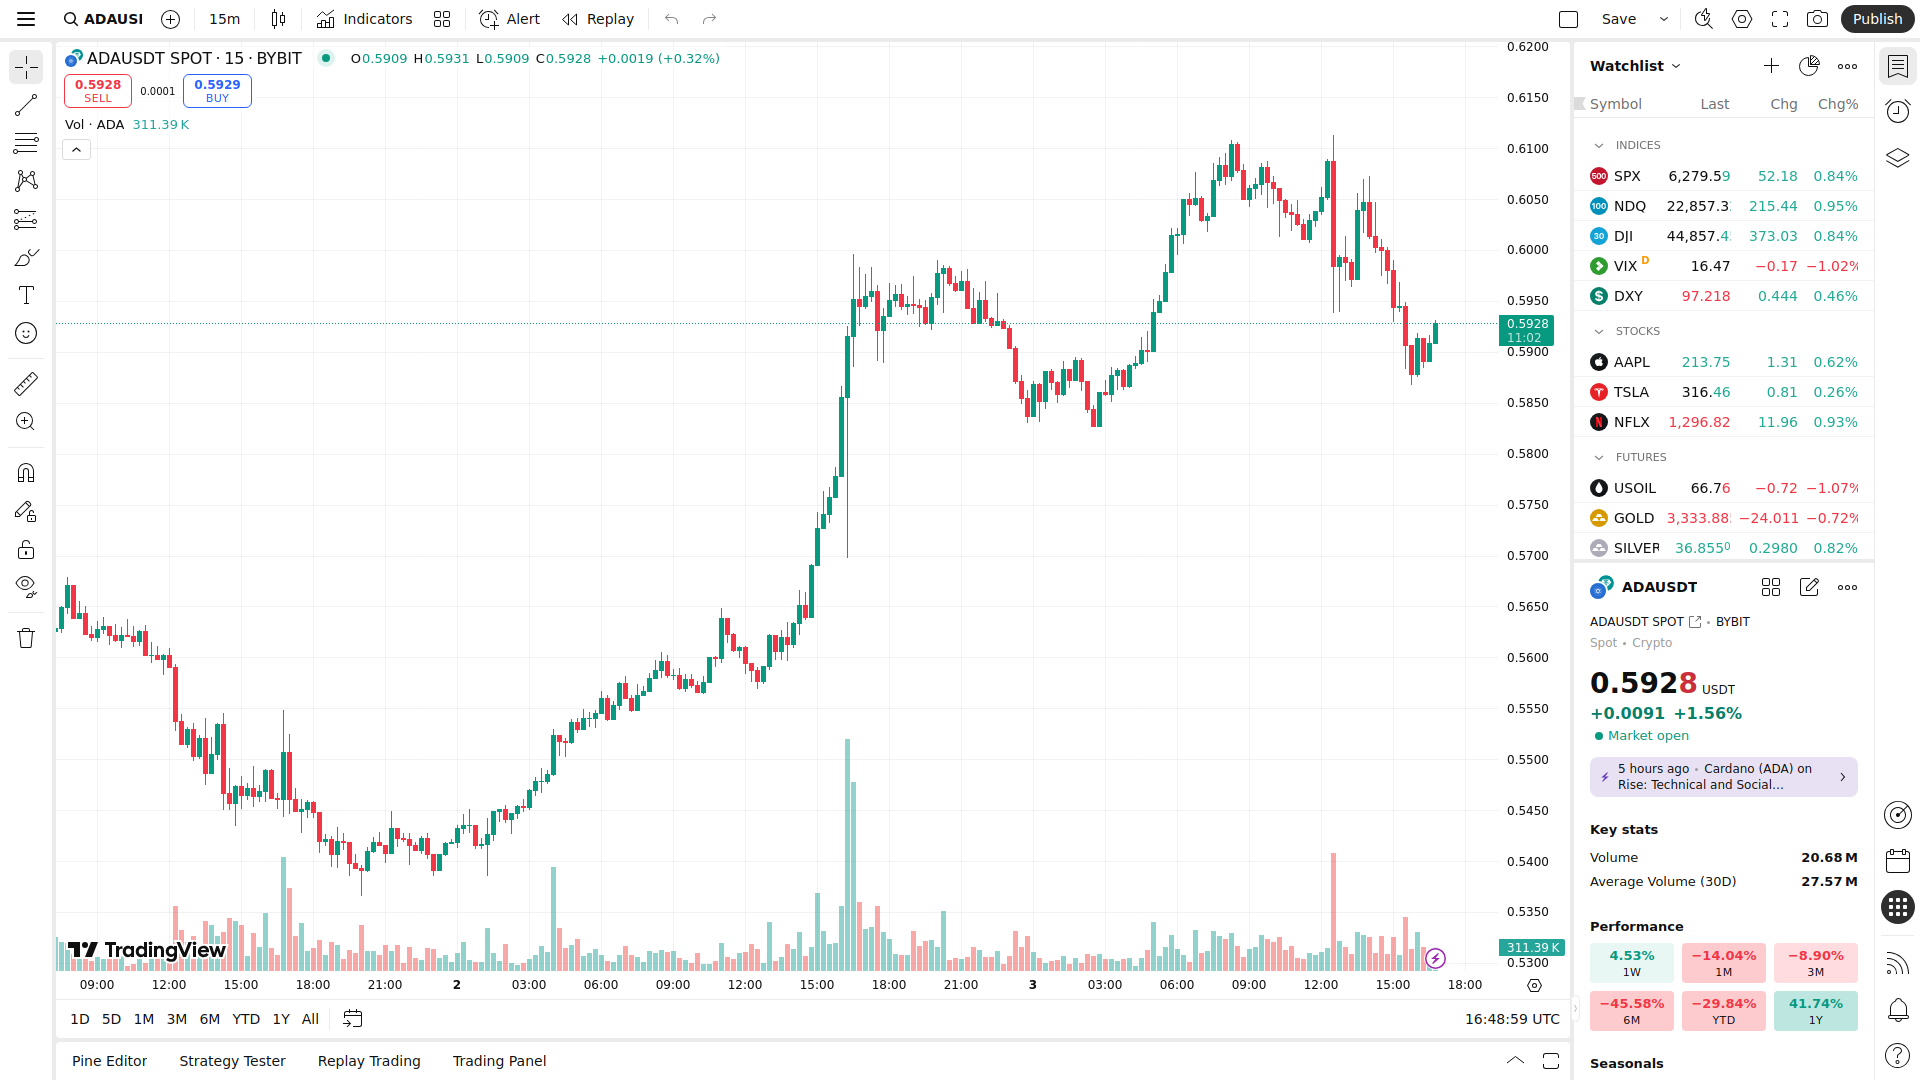 ADAUSI
15m
Indicators
Alert
Replay
Save
Publish
ADAUSDT SPOT · 15 · BYBIT
O0.5909 H0.5931 L0.5909 C0.5928 +0.0019 (+0.32%)
0.5928
SELL
0.0001
0.5929
BUY
Vol · ADA 311.39 K
0.6200
0.6150
0.6100
0.6050
0.6000
0.5950
0.5928
11:02
0.5900
0.5850
0.5800
0.5750
0.5700
0.5650
0.5600
0.5550
0.5500
0.5450
0.5400
0.5350
311.39 K
0.5300
TradingView
09:00 12:00 15:00 18:00 21:00 2 03:00 06:00 09:00 12:00 15:00 18:00 21:00 3 03:00 06:00 09:00 12:00 15:00 18:00
1D 5D 1M 3M 6M YTD 1Y All
16:48:59 UTC
Pine Editor Strategy Tester Replay Trading Trading Panel
Watchlist
Symbol Last Chg Chg%
INDICES
500 SPX 6,279.59 52.18 0.84%
100 NDQ 22,857.3 215.44 0.95%
30 DJI 44,857.4 373.03 0.84%
VIX D 16.47 −0.17 −1.02%
DXY 97.218 0.444 0.46%
STOCKS
AAPL 213.75 1.31 0.62%
TSLA 316.46 0.81 0.26%
NFLX 1,296.82 11.96 0.93%
FUTURES
USOIL 66.76 −0.72 −1.07%
GOLD 3,333.88 −24.011 −0.72%
SILVER 36.8550 0.2980 0.82%
ADAUSDT
ADAUSDT SPOT • BYBIT
Spot • Crypto
0.5928 USDT
+0.0091 +1.56%
Market open
5 hours ago • Cardano (ADA) on
Rise: Technical and Social…
Key stats
Volume 20.68 M
Average Volume (30D) 27.57 M
Performance
4.53% −14.04% −8.90%
1W 1M 3M
−45.58% −29.84% 41.74%
6M YTD 1Y
Seasonals